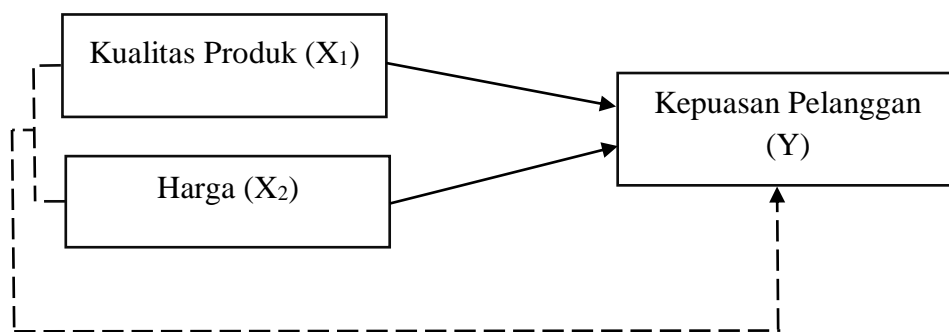 Kualitas Produk (X₁)
Kepuasan Pelanggan
(Y)
Harga (X₂)